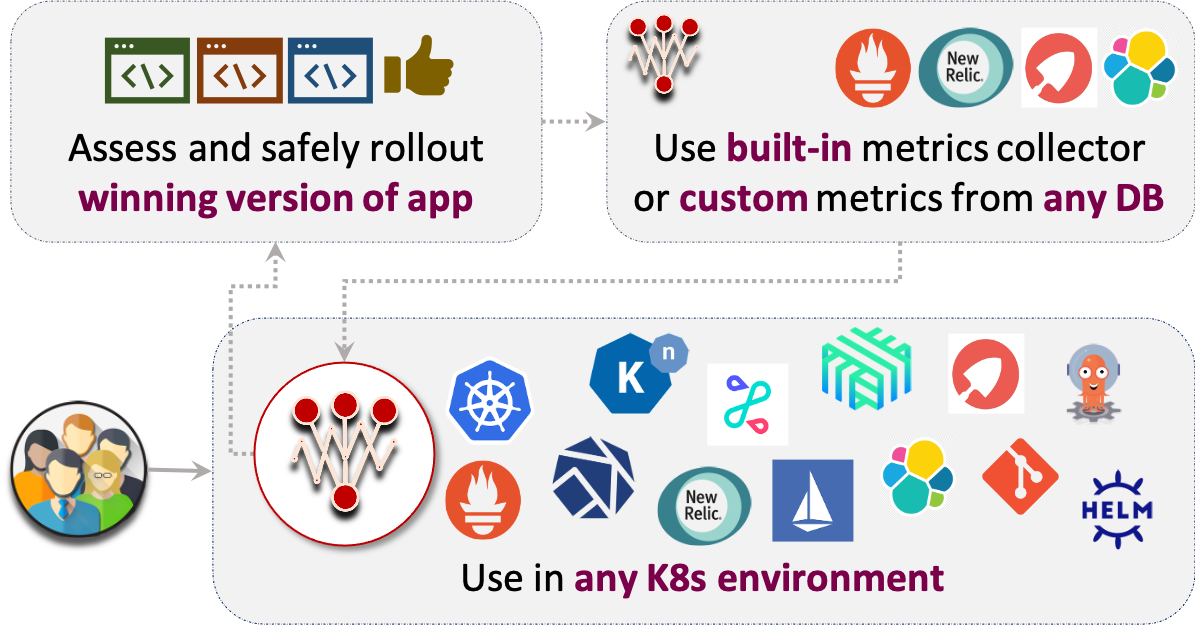 </>
</>
</>
Assess and safely rollout
winning version of app
New
Relic.
Use built-in metrics collector
or custom metrics from any DB
K
n
New
Relic.
HELM
Use in any K8s environment